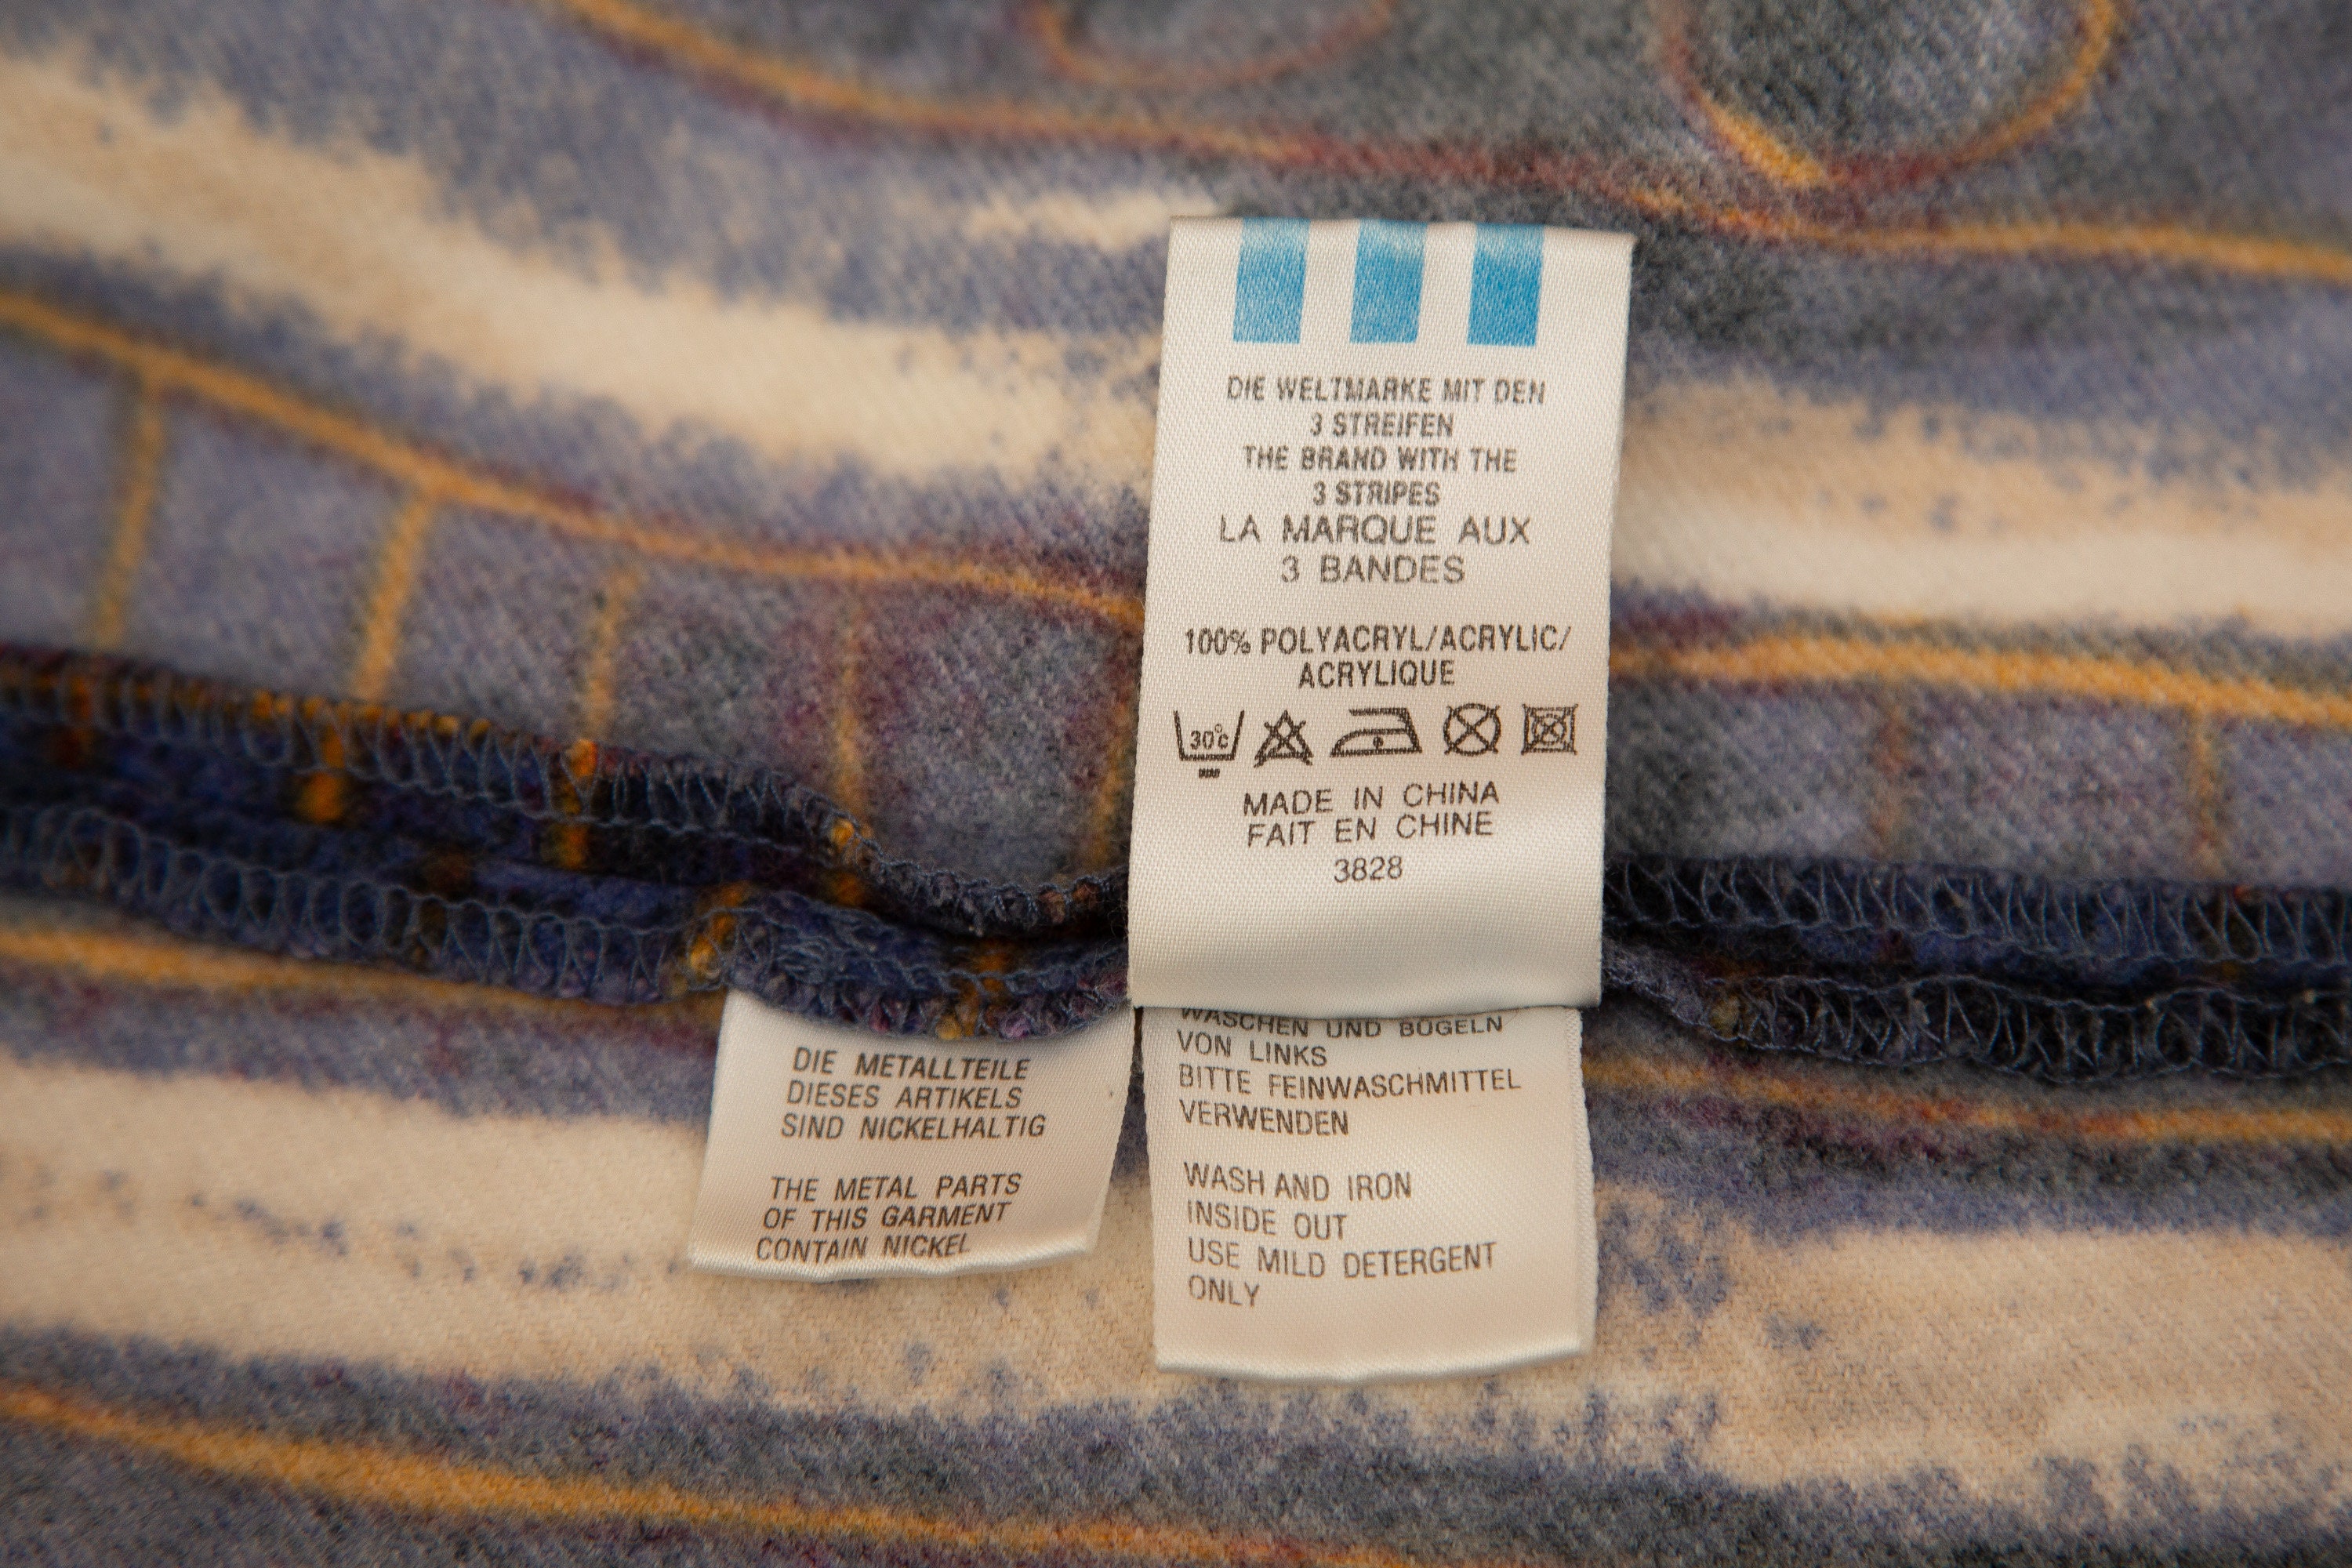 DIE WELTMARKE MIT DEN
3 STREIFEN
THE BRAND WITH THE
3 STRIPES
LA MARQUE AUX
3 BANDES
100% POLYACRYL/ACRYLIC/
ACRYLIQUE
30°C
MADE IN CHINA
FAIT EN CHINE
3828
DIE METALLTEILE
DIESES ARTIKELS
SIND NICKELHALTIG
THE METAL PARTS
OF THIS GARMENT
CONTAIN NICKEL
WASCHEN UND BÜGELN
VON LINKS
BITTE FEINWASCHMITTEL
VERWENDEN
WASH AND IRON
INSIDE OUT
USE MILD DETERGENT
ONLY